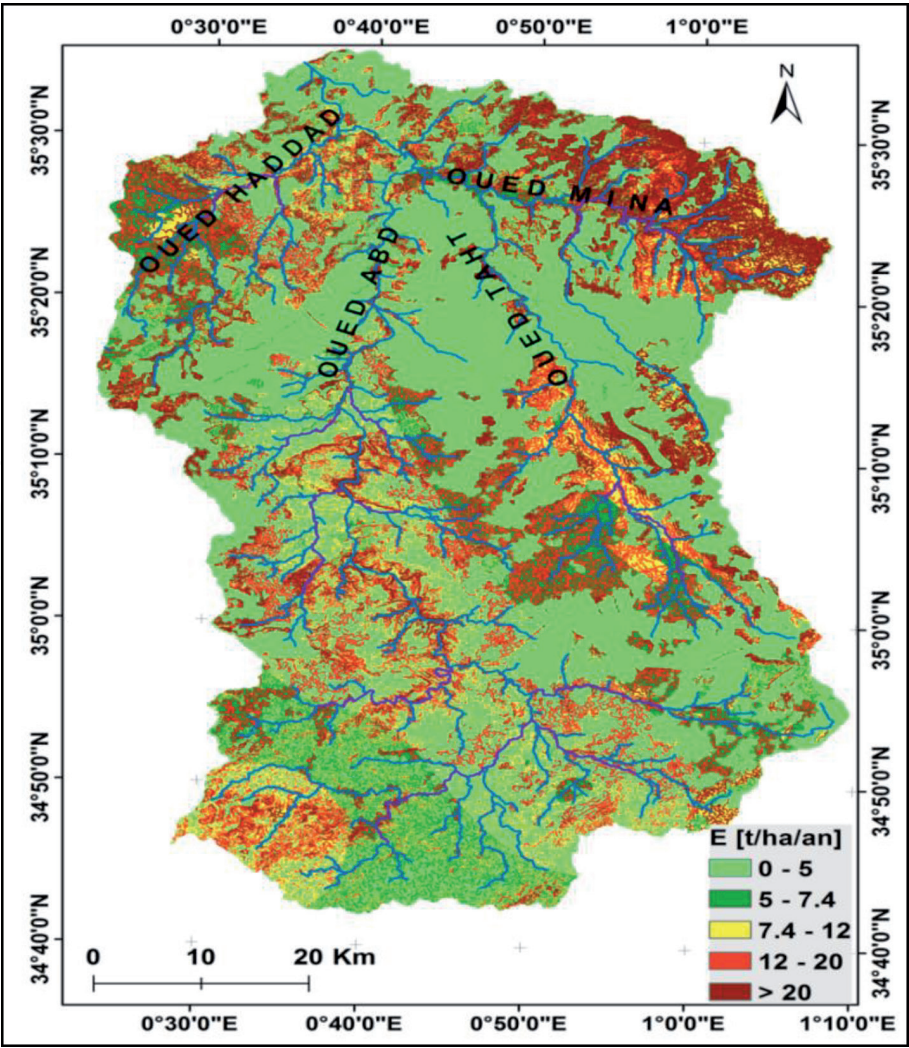 0°30'0"E 0°40'0"E 0°50'0"E 1°0'0"E
N
35°30'0"N 35°30'0"N
OUED HADDAD
OUED MINA
OUED ABD
OUED TAHT
35°20'0"N 35°20'0"N
35°10'0"N 35°10'0"N
35°0'0"N 35°0'0"N
34°50'0"N 34°50'0"N
E [t/ha/an]
0 - 5
5 - 7.4
7.4 - 12
12 - 20
> 20
34°40'0"N 34°40'0"N
0 10 20 Km
0°30'0"E 0°40'0"E 0°50'0"E 1°0'0"E 1°10'0"E